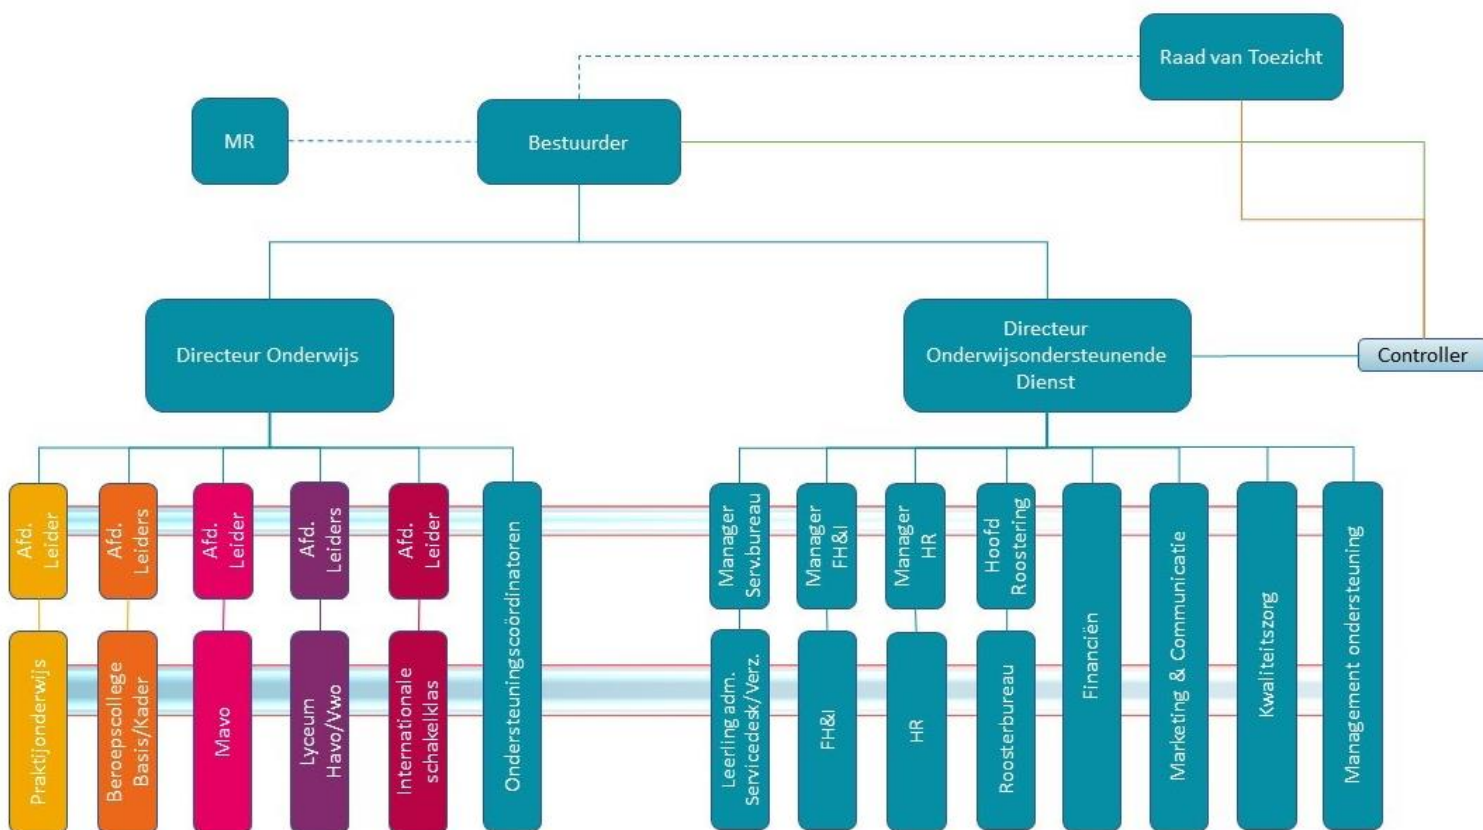 Raad van Toezicht
MR
Bestuurder
Directeur Onderwijs
Directeur
Onderwijsondersteunende
Dienst
Controller
Afd.
Leider
Afd.
Leiders
Afd.
Leider
Afd.
Leiders
Afd.
Leider
Ondersteuningscoördinatoren
Manager
Serv.bureau
Manager
FH&I
Manager
HR
Hoofd
Roostering
Financiën
Marketing & Communicatie
Kwaliteitszorg
Management ondersteuning
Praktijonderwijs
Beroepscollege
Basis/Kader
Mavo
Lyceum
Havo/Vwo
Internationale
schakelklas
Leerling adm.
Servicedesk/Verz.
FH&I
HR
Roosterbureau